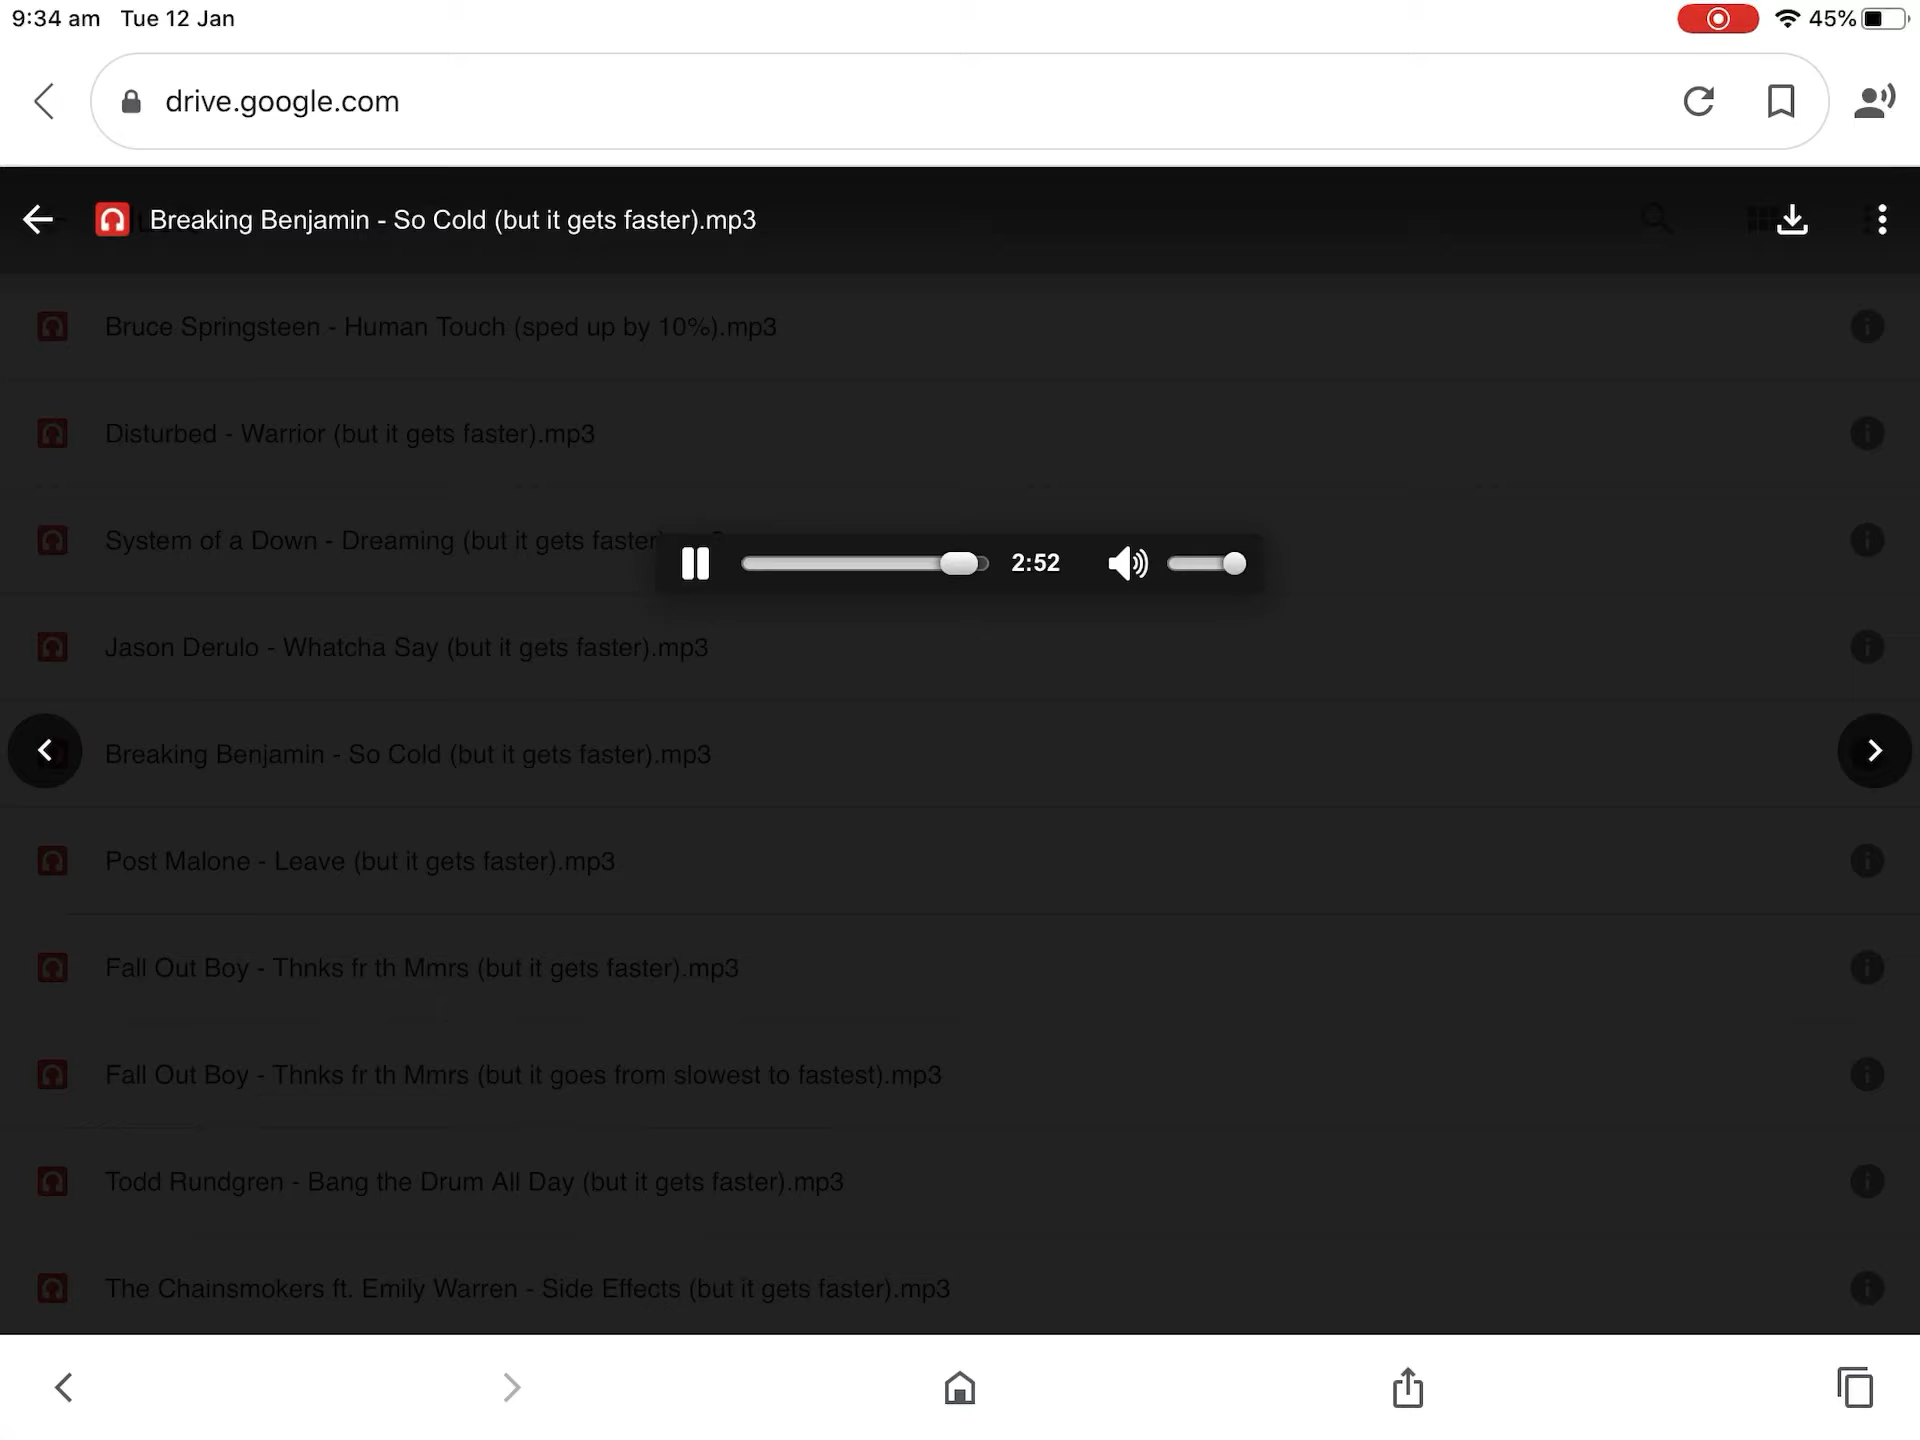 9:34 am Tue 12 Jan 45%
drive.google.com
Breaking Benjamin - So Cold (but it gets faster).mp3
Bruce Springsteen - Human Touch (sped up by 10%).mp3
Disturbed - Warrior (but it gets faster).mp3
System of a Down - Dreaming (but it gets faster)
2:52
Jason Derulo - Whatcha Say (but it gets faster).mp3
Breaking Benjamin - So Cold (but it gets faster).mp3
Post Malone - Leave (but it gets faster).mp3
Fall Out Boy - Thnks fr th Mmrs (but it gets faster).mp3
Fall Out Boy - Thnks fr th Mmrs (but it goes from slowest to fastest).mp3
Todd Rundgren - Bang the Drum All Day (but it gets faster).mp3
The Chainsmokers ft. Emily Warren - Side Effects (but it gets faster).mp3